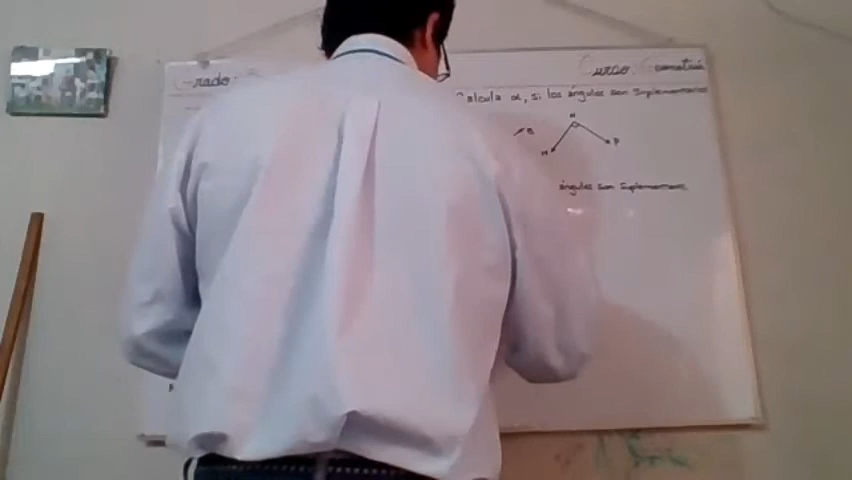 Grado:
Curso: Geometría
Calcula α, si los ángulos son Suplementarios
B
N
M
P
ángulos son Suplementarios